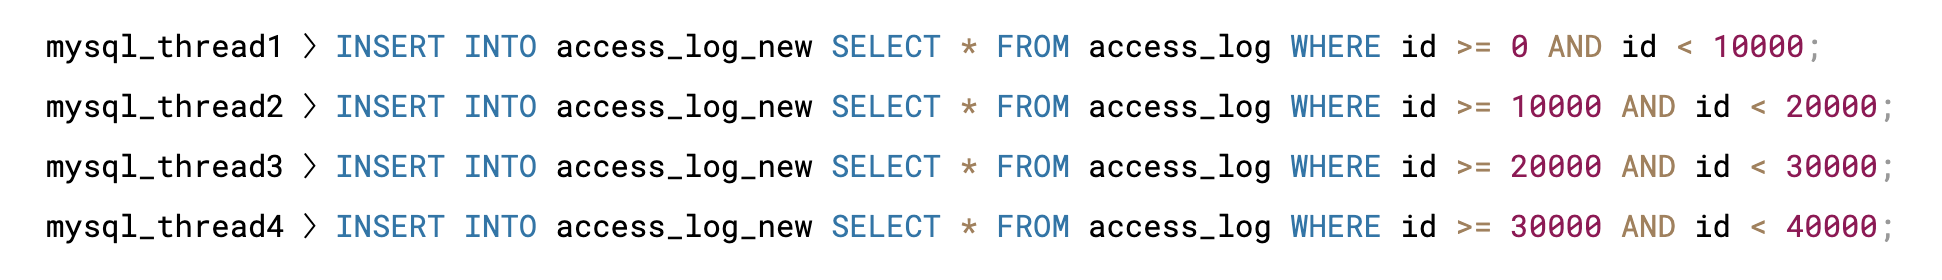 mysql_thread1 > INSERT INTO access_log_new SELECT * FROM access_log WHERE id >= 0 AND id < 10000;
mysql_thread2 > INSERT INTO access_log_new SELECT * FROM access_log WHERE id >= 10000 AND id < 20000;
mysql_thread3 > INSERT INTO access_log_new SELECT * FROM access_log WHERE id >= 20000 AND id < 30000;
mysql_thread4 > INSERT INTO access_log_new SELECT * FROM access_log WHERE id >= 30000 AND id < 40000;